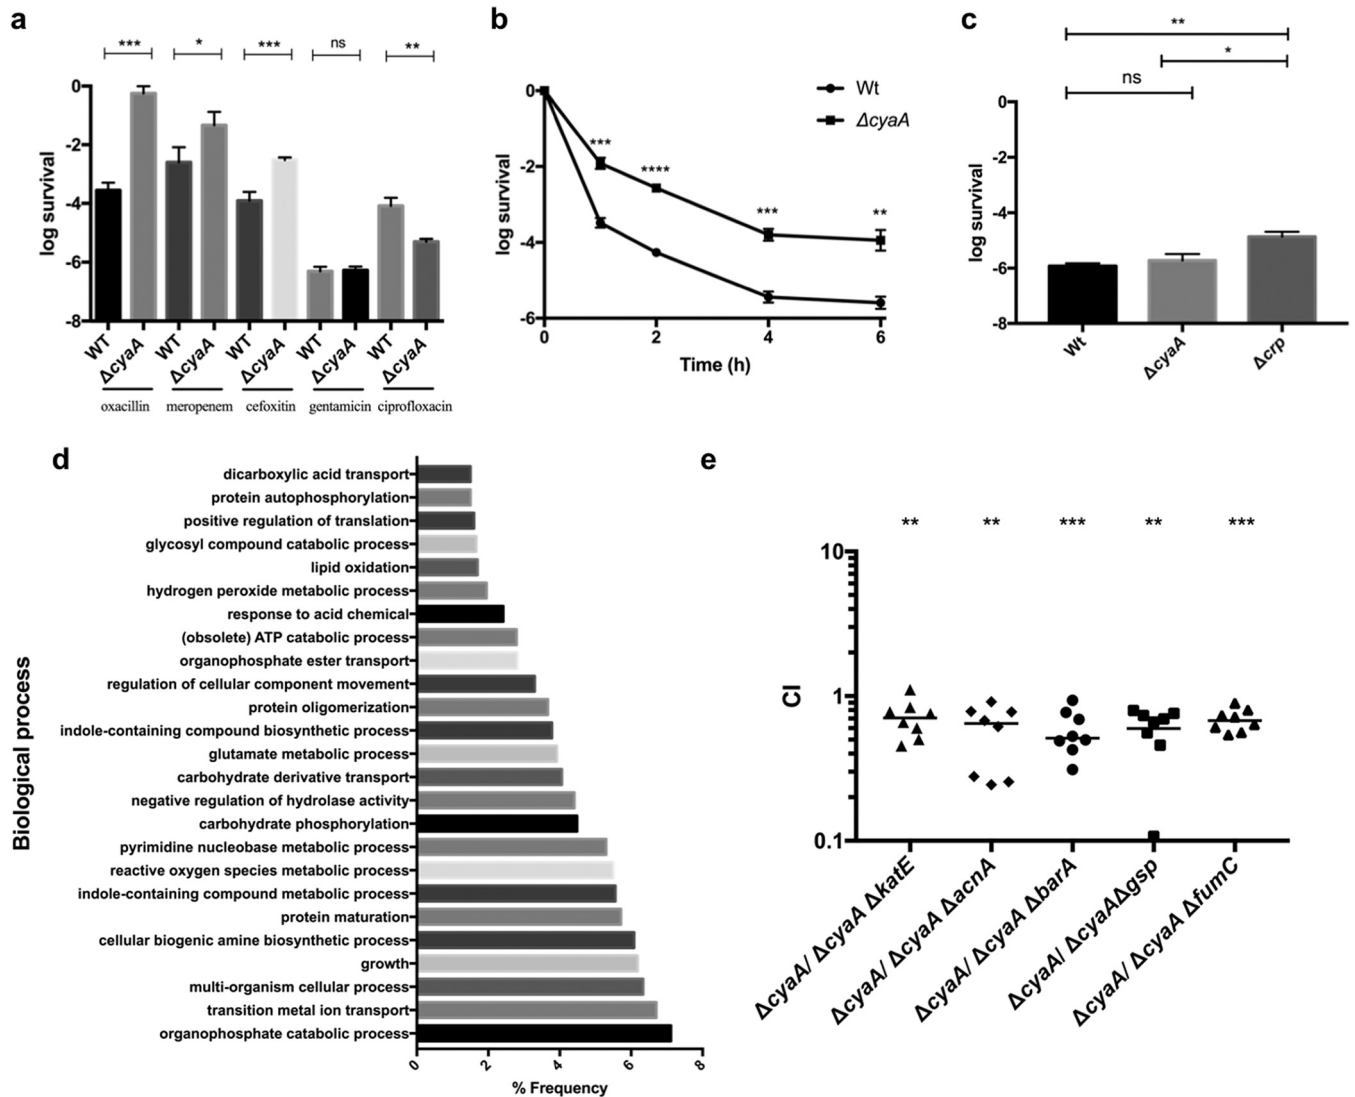 a
***
*
***
ns
**
log survival
0
-2
-4
-6
-8
WT
ΔcyaA
WT
ΔcyaA
WT
ΔcyaA
WT
ΔcyaA
WT
ΔcyaA
oxacillin
meropenem
cefoxitin
gentamicin
ciprofloxacin
b
log survival
0
-2
-4
-6
***
****
***
**
Wt
ΔcyaA
0
2
4
6
Time (h)
c
**
*
ns
log survival
0
-2
-4
-6
-8
Wt
ΔcyaA
Δcrp
d
Biological process
dicarboxylic acid transport
protein autophosphorylation
positive regulation of translation
glycosyl compound catabolic process
lipid oxidation
hydrogen peroxide metabolic process
response to acid chemical
(obsolete) ATP catabolic process
organophosphate ester transport
regulation of cellular component movement
protein oligomerization
indole-containing compound biosynthetic process
glutamate metabolic process
carbohydrate derivative transport
negative regulation of hydrolase activity
carbohydrate phosphorylation
pyrimidine nucleobase metabolic process
reactive oxygen species metabolic process
indole-containing compound metabolic process
protein maturation
cellular biogenic amine biosynthetic process
growth
multi-organism cellular process
transition metal ion transport
organophosphate catabolic process
0
2
4
6
8
% Frequency
e
**
**
***
**
***
CI
10
1
0.1
ΔcyaA/ ΔcyaA ΔkatE
ΔcyaA/ ΔcyaA ΔacnA
ΔcyaA/ ΔcyaA ΔbarA
ΔcyaA/ ΔcyaAΔgsp
ΔcyaA/ ΔcyaA ΔfumC